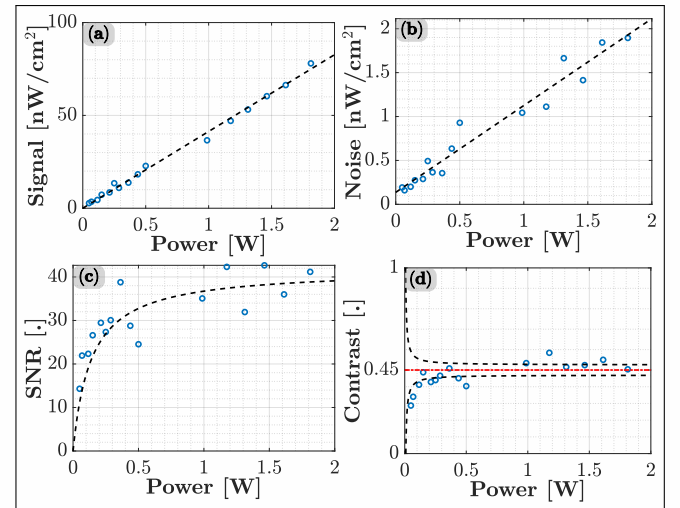 (a)
Signal [nW/cm²]
100
50
0
0 0.5 1 1.5 2
Power [W]
(b)
Noise [nW/cm²]
2
1.5
1
0.5
0
0 0.5 1 1.5 2
Power [W]
(c)
SNR [.]
40
30
20
10
0
0 0.5 1 1.5 2
Power [W]
(d)
Contrast [.]
1
0.45
0
0 0.5 1 1.5 2
Power [W]